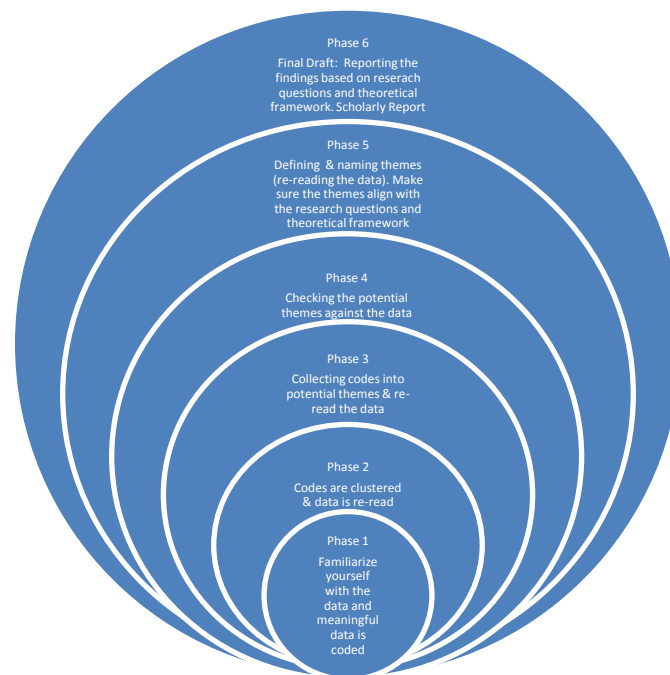 Phase 6
Final Draft:  Reporting the
findings based on reserach
questions and theoretical
framework. Scholarly Report
Phase 5
Defining  & naming themes
(re-reading the data). Make
sure the themes align with
the research questions and
theoretical framework
Phase 4
Checking the potential
themes against the data
Phase 3
Collecting codes into
potential themes & re-
read the data
Phase 2
Codes are clustered
& data is re-read
Phase 1
Familiarize
yourself
with the
data and
meaningful
data is
coded